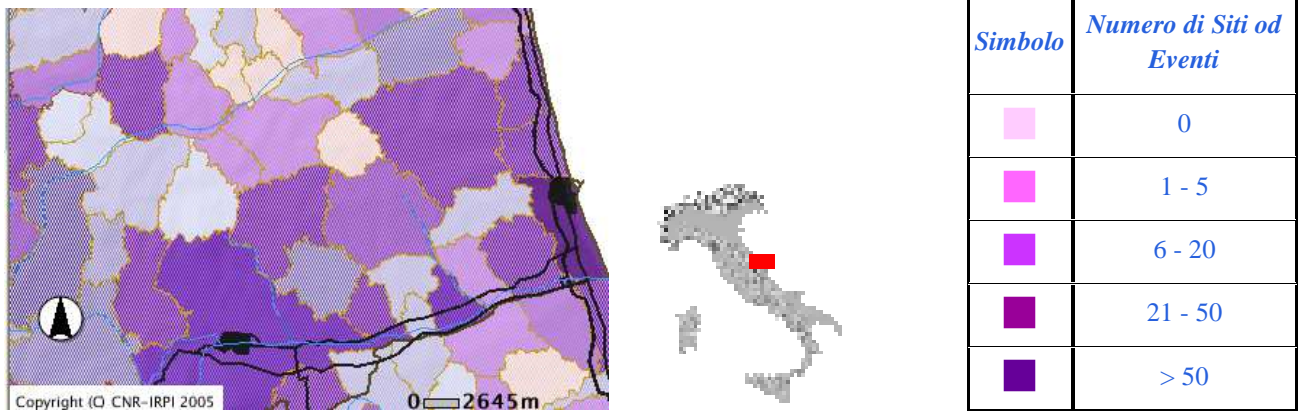 Copyright (C) CNR-IRPI 2005
0 2645m
Simbolo Numero di Siti od
Eventi
0
1 - 5
6 - 20
21 - 50
> 50